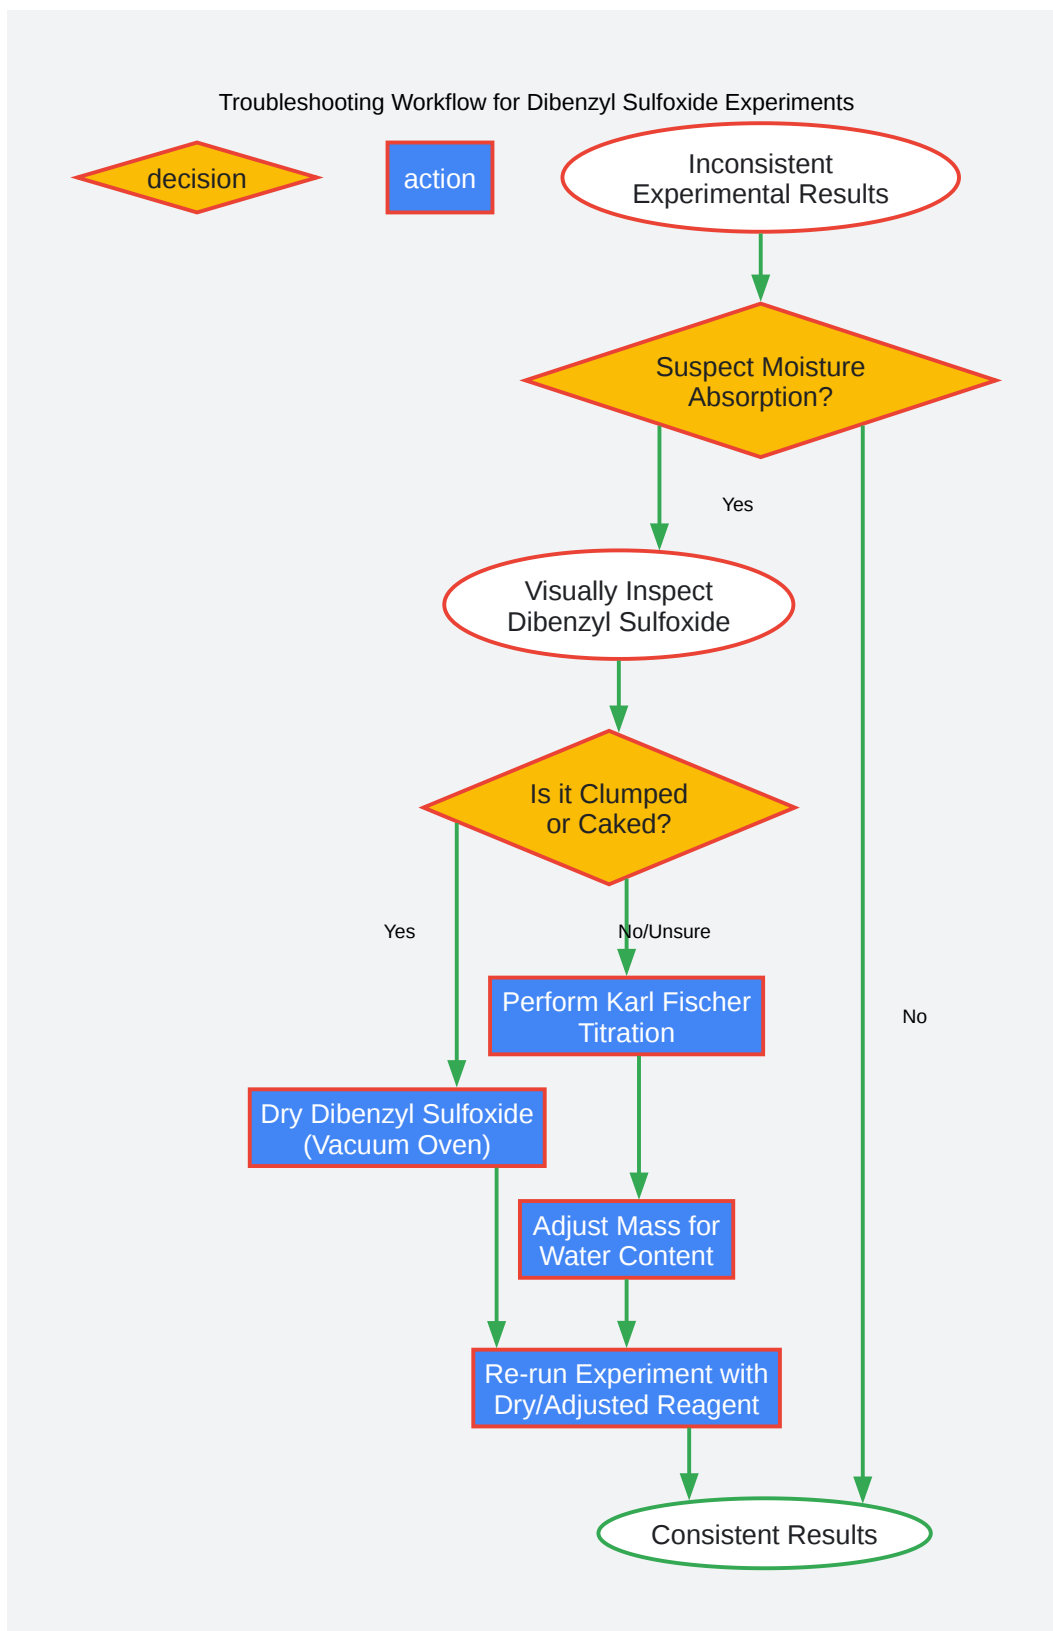 Troubleshooting Workflow for Dibenzyl Sulfoxide Experiments
decision
action
Inconsistent
Experimental Results
Suspect Moisture
Absorption?
Yes
Visually Inspect
Dibenzyl Sulfoxide
Is it Clumped
or Caked?
Yes
No/Unsure
Perform Karl Fischer
Titration
No
Dry Dibenzyl Sulfoxide
(Vacuum Oven)
Adjust Mass for
Water Content
Re-run Experiment with
Dry/Adjusted Reagent
Consistent Results